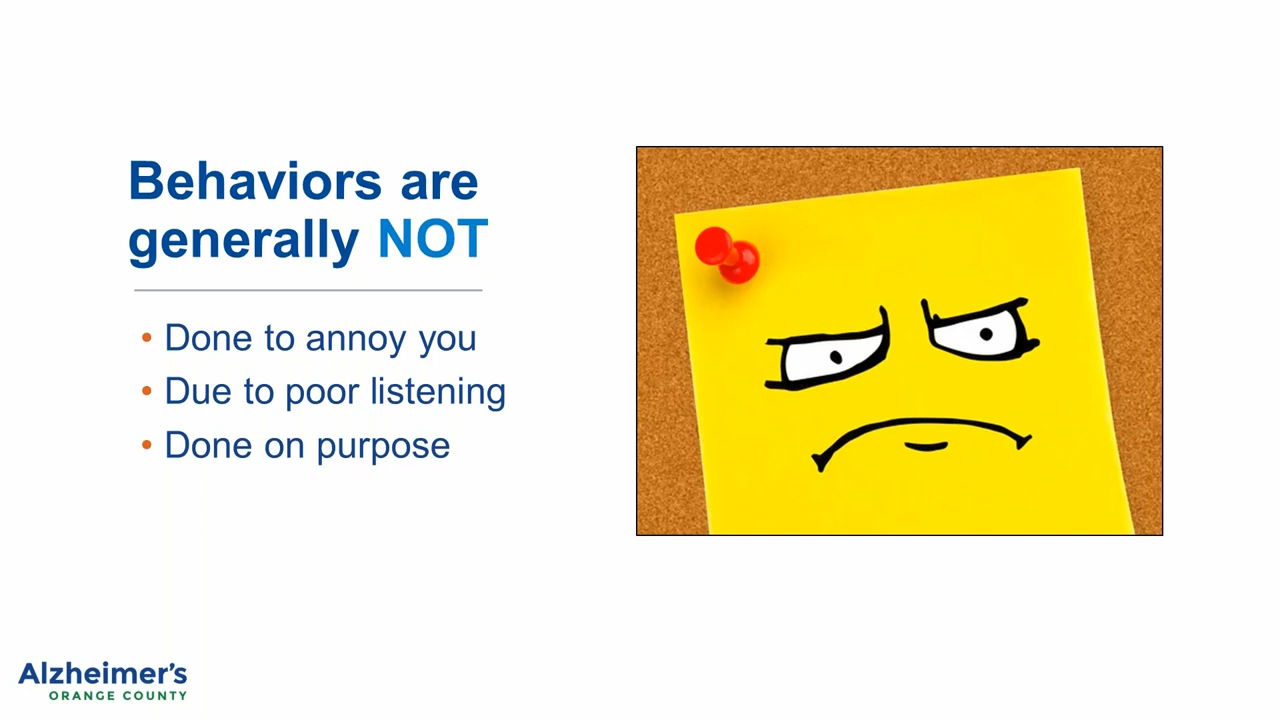 Behaviors are
generally NOT
• Done to annoy you
• Due to poor listening
• Done on purpose
Alzheimer's
ORANGE COUNTY